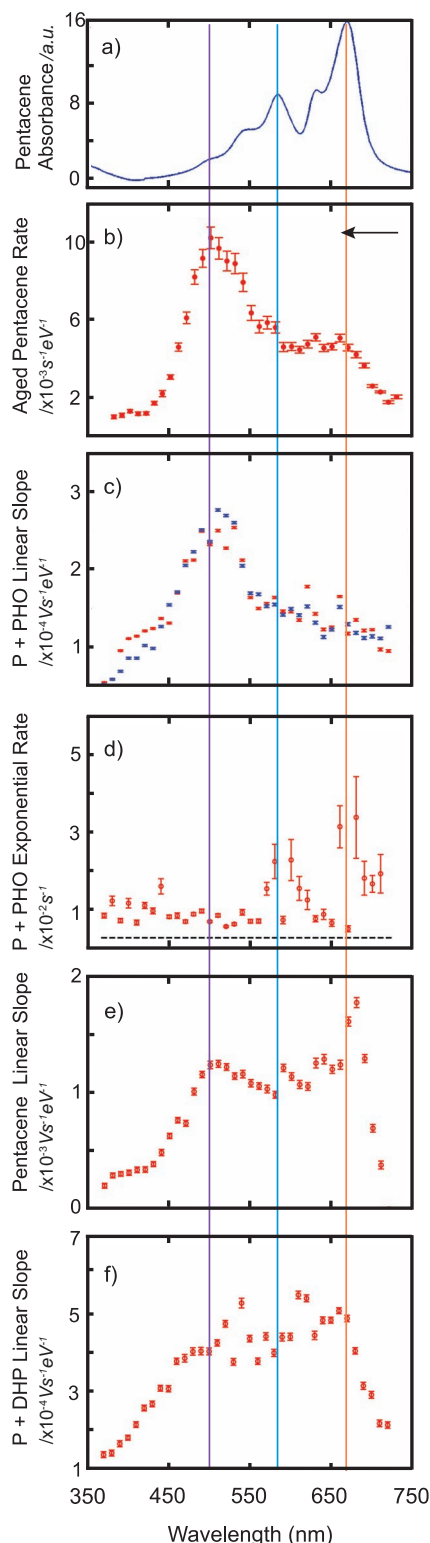 Pentacene
Absorbance/a.u.
16
8
0
a)
Aged Pentacene Rate
/x10⁻³s⁻¹eV⁻¹
10
6
2
b)
P + PHO Linear Slope
/x10⁻⁴Vs⁻¹eV⁻¹
3
2
1
c)
P + PHO Exponential Rate
/x10⁻²s⁻¹
5
3
1
d)
Pentacene Linear Slope
/x10⁻³Vs⁻¹eV⁻¹
2
1
0
e)
P + DHP Linear Slope
/x10⁻⁴Vs⁻¹eV⁻¹
7
5
3
1
f)
350 450 550 650 750
Wavelength (nm)